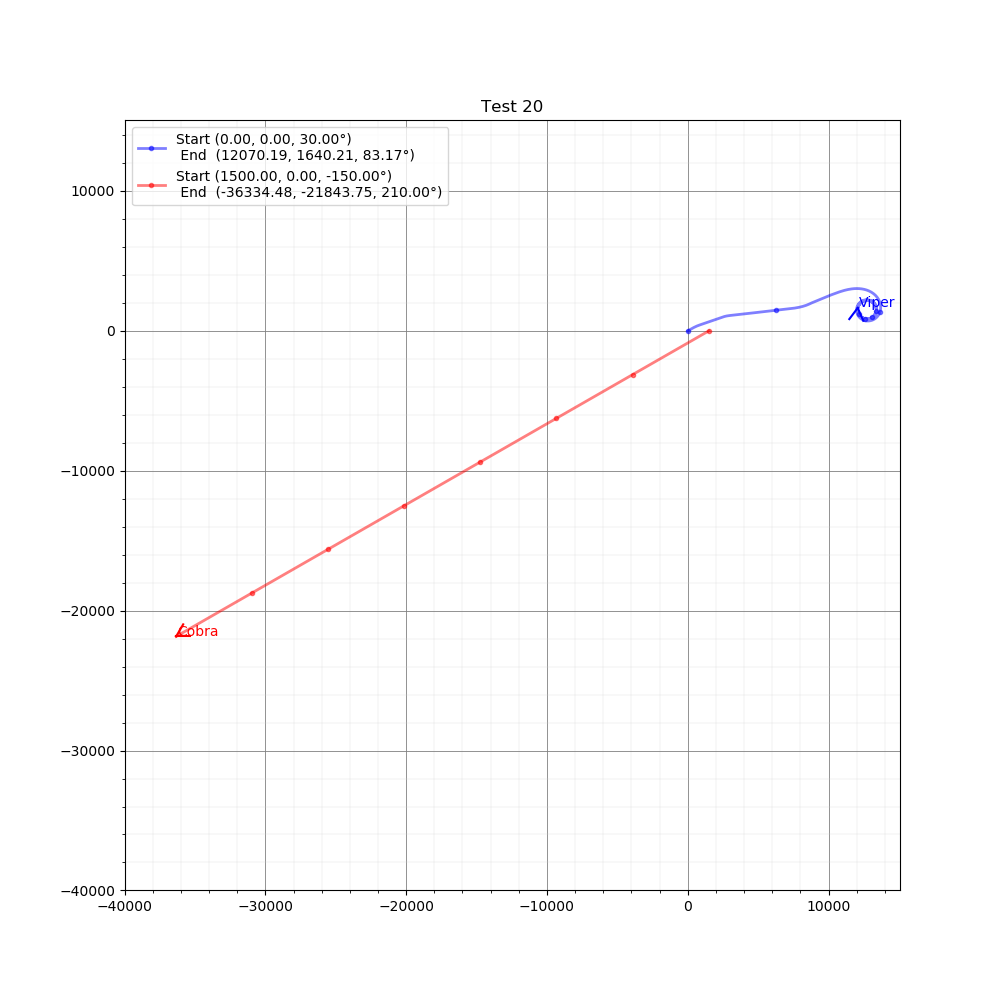 Test 20
Start (0.00, 0.00, 30.00°)
End (12070.19, 1640.21, 83.17°)
Start (1500.00, 0.00, -150.00°)
End (-36334.48, -21843.75, 210.00°)
10000
0
−10000
−20000
−30000
−40000
Viper
Cobra
−40000 −30000 −20000 −10000 0 10000